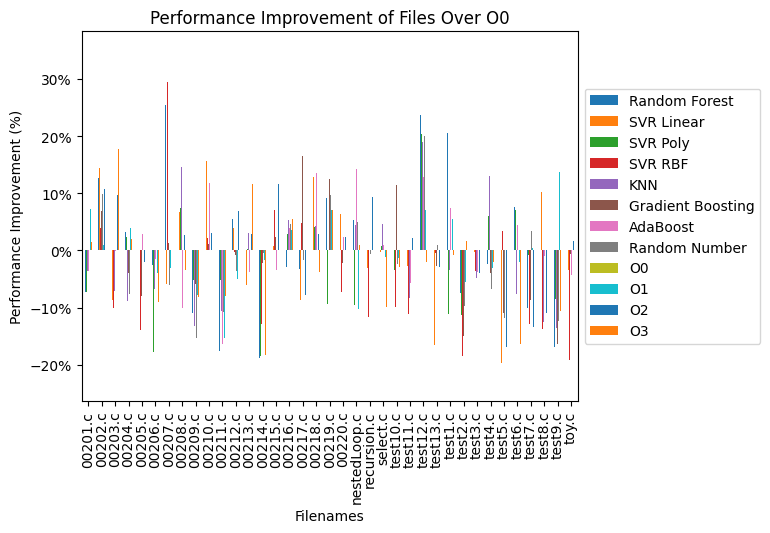 Performance Improvement of Files Over O0
Performance Improvement (%)
30%
20%
10%
0%
−10%
−20%
00201.c
00202.c
00203.c
00204.c
00205.c
00206.c
00207.c
00208.c
00209.c
00210.c
00211.c
00212.c
00213.c
00214.c
00215.c
00216.c
00217.c
00218.c
00219.c
00220.c
nestedLoop.c
recursion.c
select.c
test10.c
test11.c
test12.c
test13.c
test1.c
test2.c
test3.c
test4.c
test5.c
test6.c
test7.c
test8.c
test9.c
toy.c
Filenames
Random Forest
SVR Linear
SVR Poly
SVR RBF
KNN
Gradient Boosting
AdaBoost
Random Number
O0
O1
O2
O3